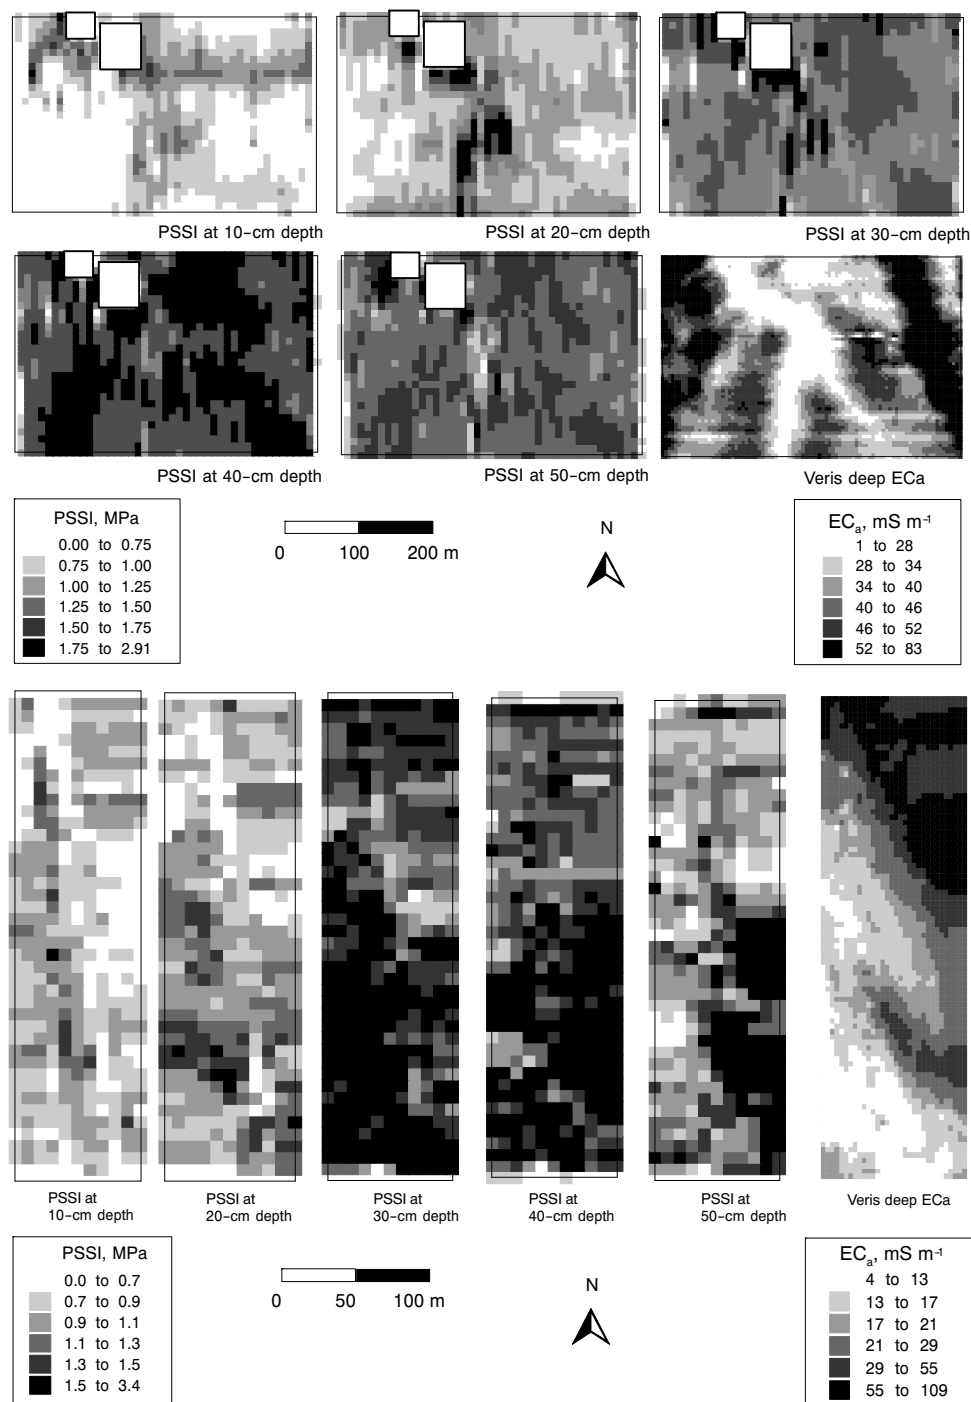 PSSI at 10-cm depth
PSSI at 20-cm depth
PSSI at 30-cm depth
PSSI at 40-cm depth
PSSI at 50-cm depth
Veris deep ECa
PSSI, MPa
0.00 to 0.75
0.75 to 1.00
1.00 to 1.25
1.25 to 1.50
1.50 to 1.75
1.75 to 2.91
0 100 200 m
N
ECa, mS m-1
1 to 28
28 to 34
34 to 40
40 to 46
46 to 52
52 to 83
PSSI at
10-cm depth
PSSI at
20-cm depth
PSSI at
30-cm depth
PSSI at
40-cm depth
PSSI at
50-cm depth
Veris deep ECa
PSSI, MPa
0.0 to 0.7
0.7 to 0.9
0.9 to 1.1
1.1 to 1.3
1.3 to 1.5
1.5 to 3.4
0 50 100 m
N
ECa, mS m-1
4 to 13
13 to 17
17 to 21
21 to 29
29 to 55
55 to 109